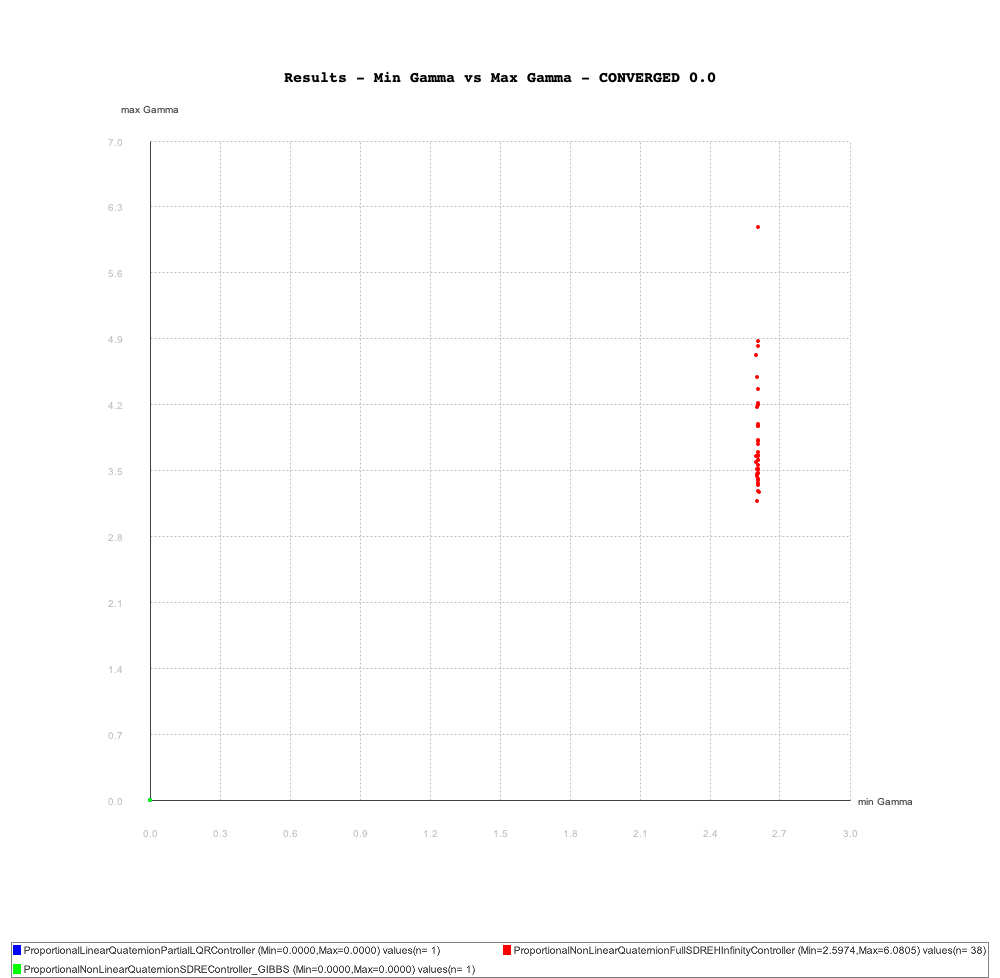 Results - Min Gamma vs Max Gamma - CONVERGED 0.0
max Gamma
7.0
6.3
5.6
4.9
4.2
3.5
2.8
2.1
1.4
0.7
0.0
min Gamma
0.0 0.3 0.6 0.9 1.2 1.5 1.8 2.1 2.4 2.7 3.0
ProportionalLinearQuaternionPartialLQRController (Min=0.0000,Max=0.0000) values(n= 1) ProportionalNonLinearQuaternionFullSDREHInfinityController (Min=2.5974,Max=6.0805) values(n= 38)
ProportionalNonLinearQuaternionSDREController_GIBBS (Min=0.0000,Max=0.0000) values(n= 1)